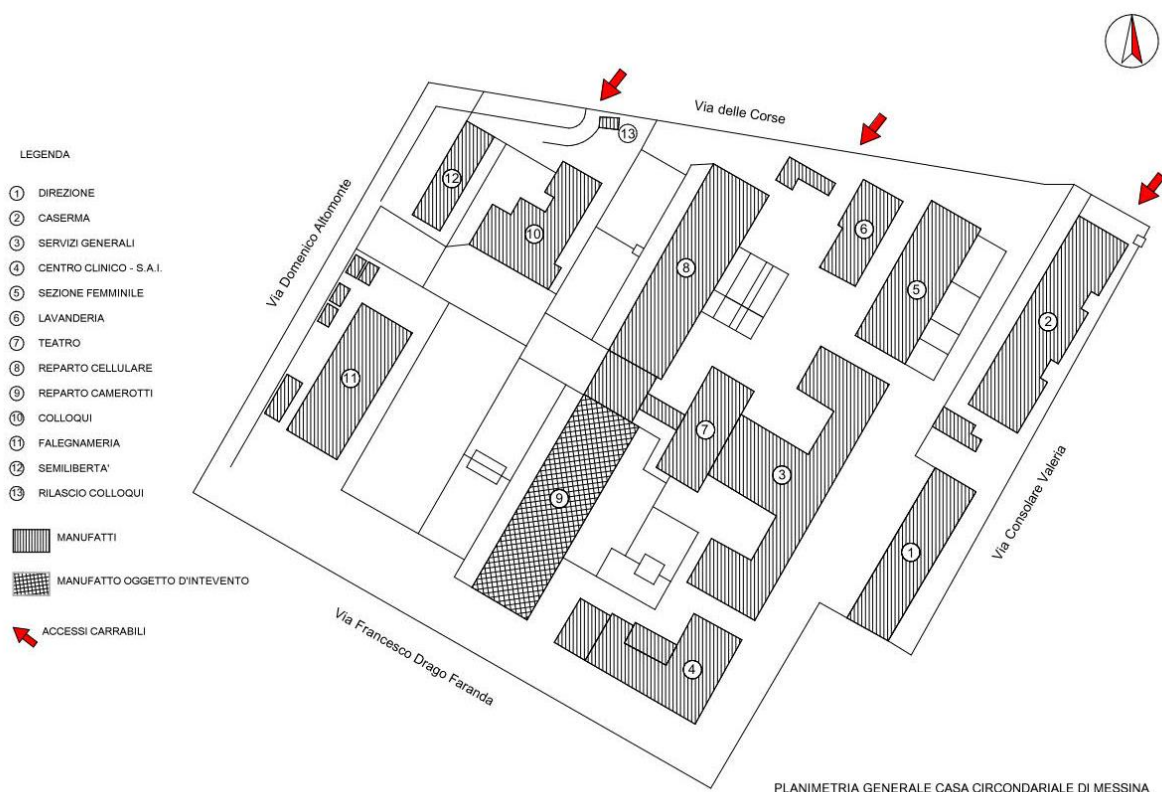 Via delle Corse
Via Domenico Altomonte
Via Consolare Valeria
Via Francesco Drago Faranda
LEGENDA
1 DIREZIONE
2 CASERMA
3 SERVIZI GENERALI
4 CENTRO CLINICO - S.A.I.
5 SEZIONE FEMMINILE
6 LAVANDERIA
7 TEATRO
8 REPARTO CELLULARE
9 REPARTO CAMEROTTI
10 COLLOQUI
11 FALEGNAMERIA
12 SEMILIBERTA'
13 RILASCIO COLLOQUI
MANUFATTI
MANUFATTO OGGETTO D'INTEVENTO
ACCESSI CARRABILI
13
12
10
8
6
5
2
11
7
3
9
1
4
PLANIMETRIA GENERALE CASA CIRCONDARIALE DI MESSINA